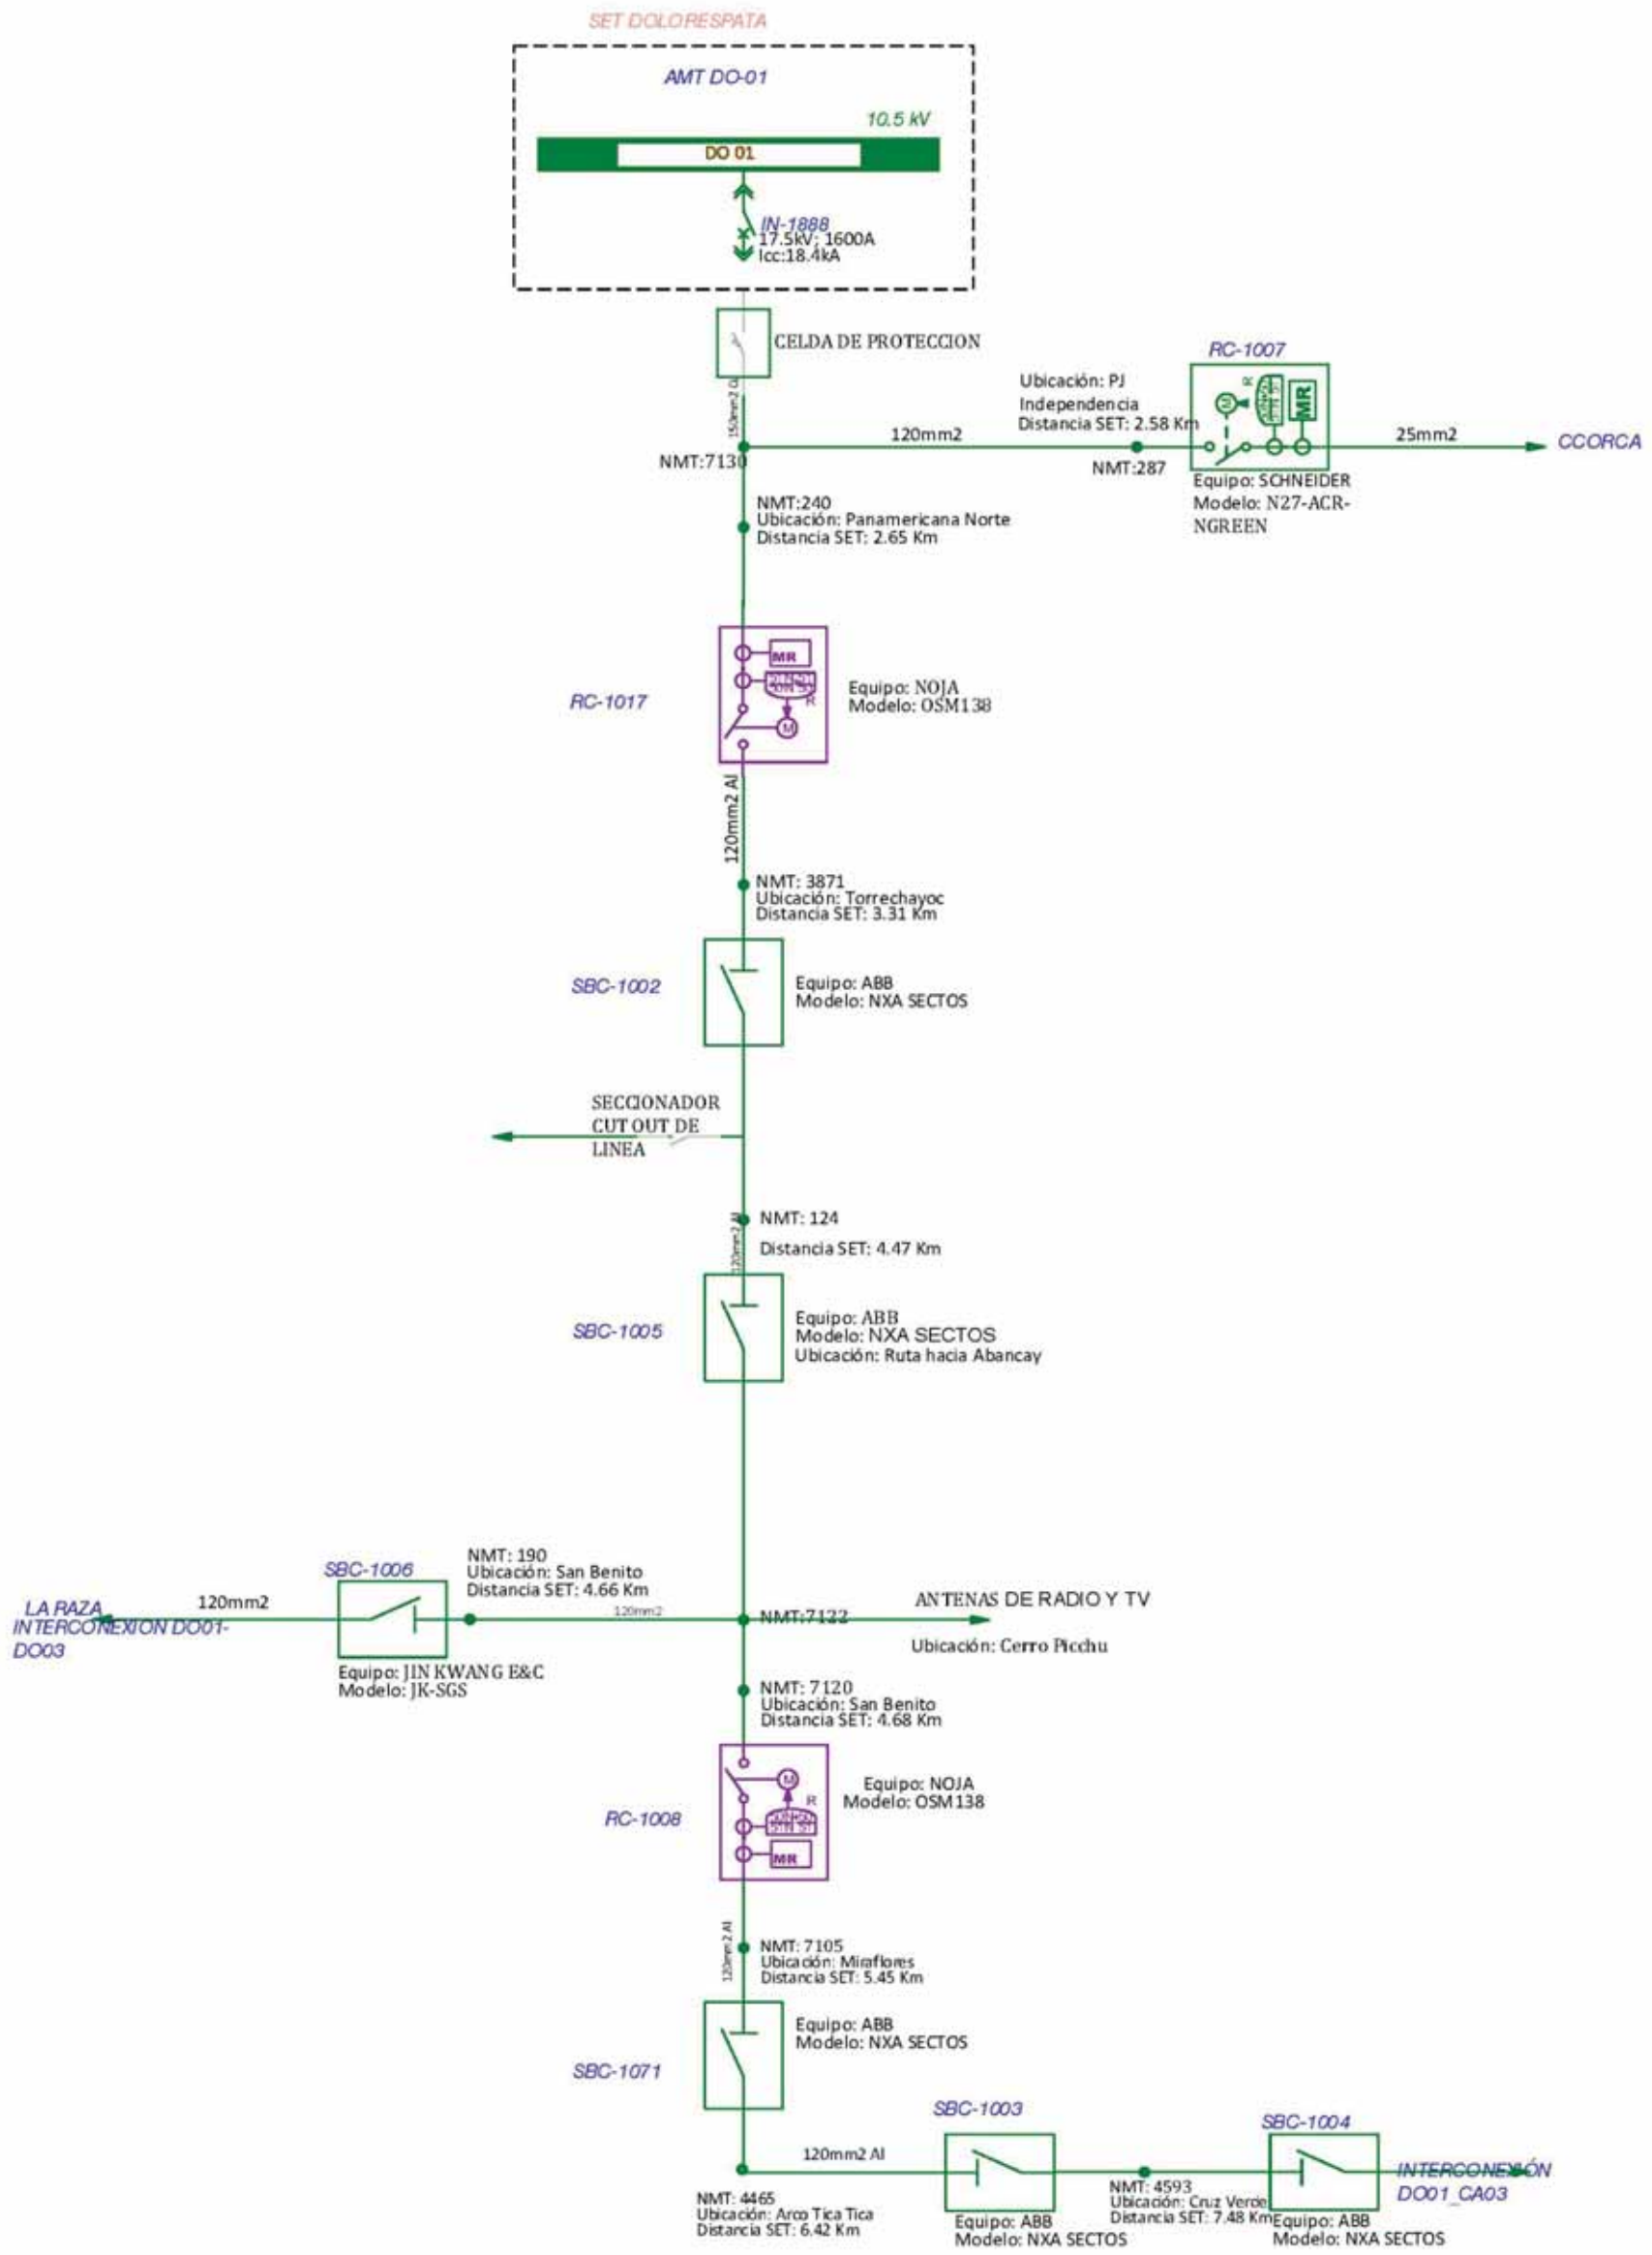 SET DOLORESPATA
AMT DO-01
10.5 kV
DO 01
IN-1888
17.5kV; 1600A
Icc:18.4kA
CELDA DE PROTECCION
150mm2
NMT:7130
120mm2
Ubicación: PJ
Independencia
Distancia SET: 2.58 Km
NMT:287
RC-1007
M
R
MR
Equipo: SCHNEIDER
Modelo: N27-ACR-
NGREEN
25mm2
CCORCA
NMT:240
Ubicación: Panamericana Norte
Distancia SET: 2.65 Km
RC-1017
MR
R
M
Equipo: NOJA
Modelo: OSM138
120mm2 Al
NMT: 3871
Ubicación: Torrechayoc
Distancia SET: 3.31 Km
SBC-1002
Equipo: ABB
Modelo: NXA SECTOS
SECCIONADOR
CUT OUT DE
LINEA
NMT: 124
120mm2 Al
Distancia SET: 4.47 Km
SBC-1005
Equipo: ABB
Modelo: NXA SECTOS
Ubicación: Ruta hacia Abancay
SBC-1006
NMT: 190
Ubicación: San Benito
Distancia SET: 4.66 Km
LA RAZA
INTERCONEXION DO01-
DO03
120mm2
120mm2
Equipo: JIN KWANG E&C
Modelo: JK-SGS
NMT:7122
ANTENAS DE RADIO Y TV
Ubicación: Cerro Picchu
NMT: 7120
Ubicación: San Benito
Distancia SET: 4.68 Km
RC-1008
M
R
MR
Equipo: NOJA
Modelo: OSM138
120mm2 Al
NMT: 7105
Ubicación: Miraflores
Distancia SET: 5.45 Km
SBC-1071
Equipo: ABB
Modelo: NXA SECTOS
120mm2 Al
NMT: 4465
Ubicación: Arco Tica Tica
Distancia SET: 6.42 Km
SBC-1003
Equipo: ABB
Modelo: NXA SECTOS
NMT: 4593
Ubicación: Cruz Verde
Distancia SET: 7.48 Km
SBC-1004
Equipo: ABB
Modelo: NXA SECTOS
INTERCONEXIÓN
DO01_CA03